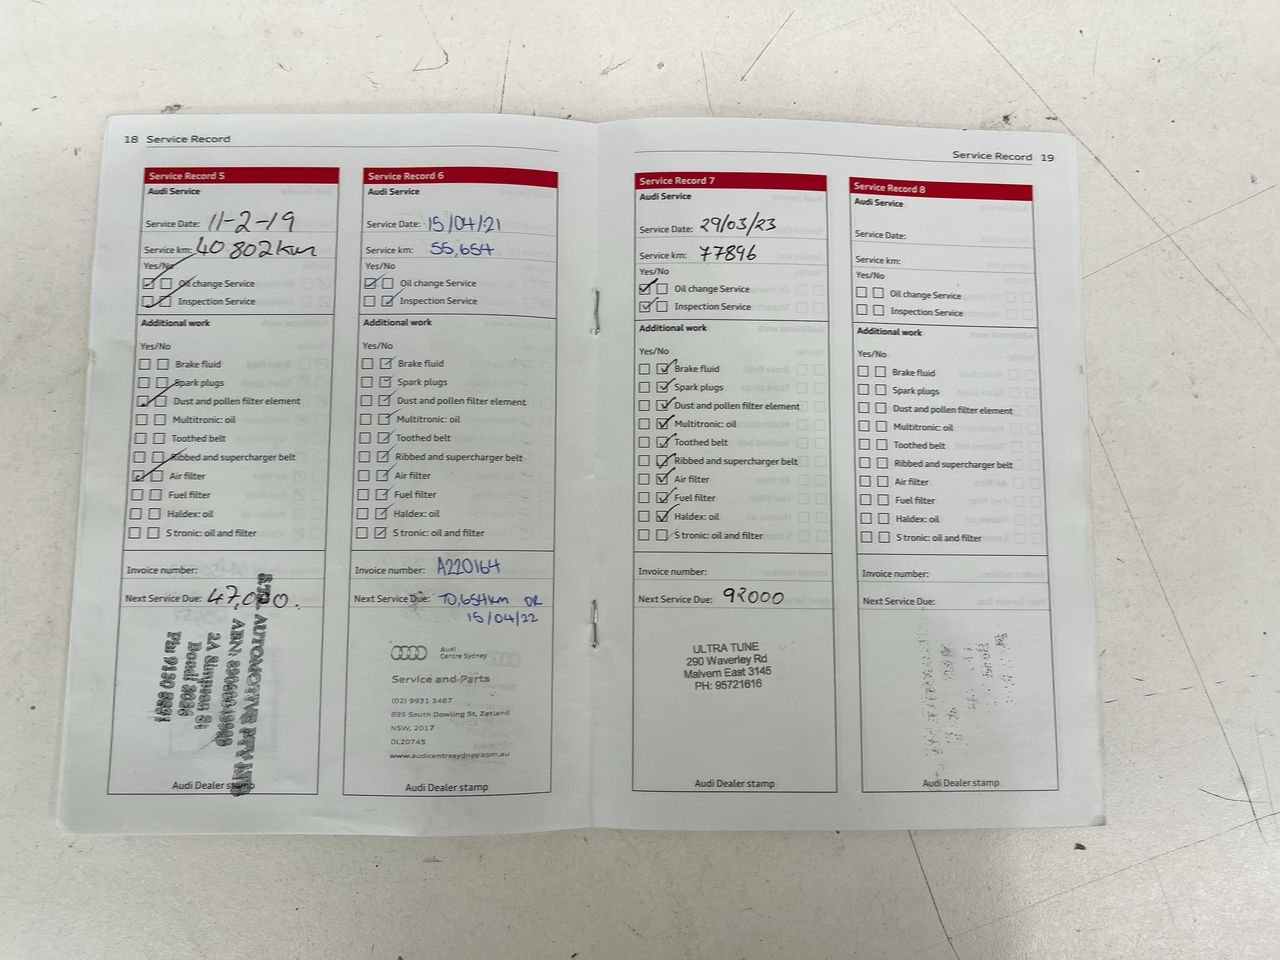 18 Service Record
Service Record 5
Audi Service
Service Date: 11-2-19
Service km: 40 802km
Yes/No
Oil change Service
Inspection Service
Additional work
Yes/No
Brake fluid
Spark plugs
Dust and pollen filter element
Multitronic: oil
Toothed belt
Ribbed and supercharger belt
Air filter
Fuel filter
Haldex: oil
S tronic: oil and filter
Invoice number:
Next Service Due: 47,000.
AUTOMOTIVE PTY
ABN:
2A Simpson St
Bondi 2026
Ph: 9130
Audi Dealer stamp
Service Record 6
Audi Service
Service Date: 15/04/21
Service km: 55,654
Yes/No
Oil change Service
Inspection Service
Additional work
Yes/No
Brake fluid
Spark plugs
Dust and pollen filter element
Multitronic: oil
Toothed belt
Ribbed and supercharger belt
Air filter
Fuel filter
Haldex: oil
S tronic: oil and filter
Invoice number: A220164
Next Service Due: 70,654km OR
15/04/22
Audi
Centre Sydney
Service and Parts
(02) 9931 3467
895 South Dowling St, Zetland
NSW, 2017
DL20745
www.audicentresydney.com.au
Audi Dealer stamp
Service Record 19
Service Record 7
Audi Service
Service Date: 29/03/23
Service km: 77896
Yes/No
Oil change Service
Inspection Service
Additional work
Yes/No
Brake fluid
Spark plugs
Dust and pollen filter element
Multitronic: oil
Toothed belt
Ribbed and supercharger belt
Air filter
Fuel filter
Haldex: oil
S tronic: oil and filter
Invoice number:
Next Service Due: 92000
ULTRA TUNE
290 Waverley Rd
Malvern East 3145
PH: 95721616
Audi Dealer stamp
Service Record 8
Audi Service
Service Date:
Service km:
Yes/No
Oil change Service
Inspection Service
Additional work
Yes/No
Brake fluid
Spark plugs
Dust and pollen filter element
Multitronic: oil
Toothed belt
Ribbed and supercharger belt
Air filter
Fuel filter
Haldex: oil
S tronic: oil and filter
Invoice number:
Next Service Due:
Audi Dealer stamp